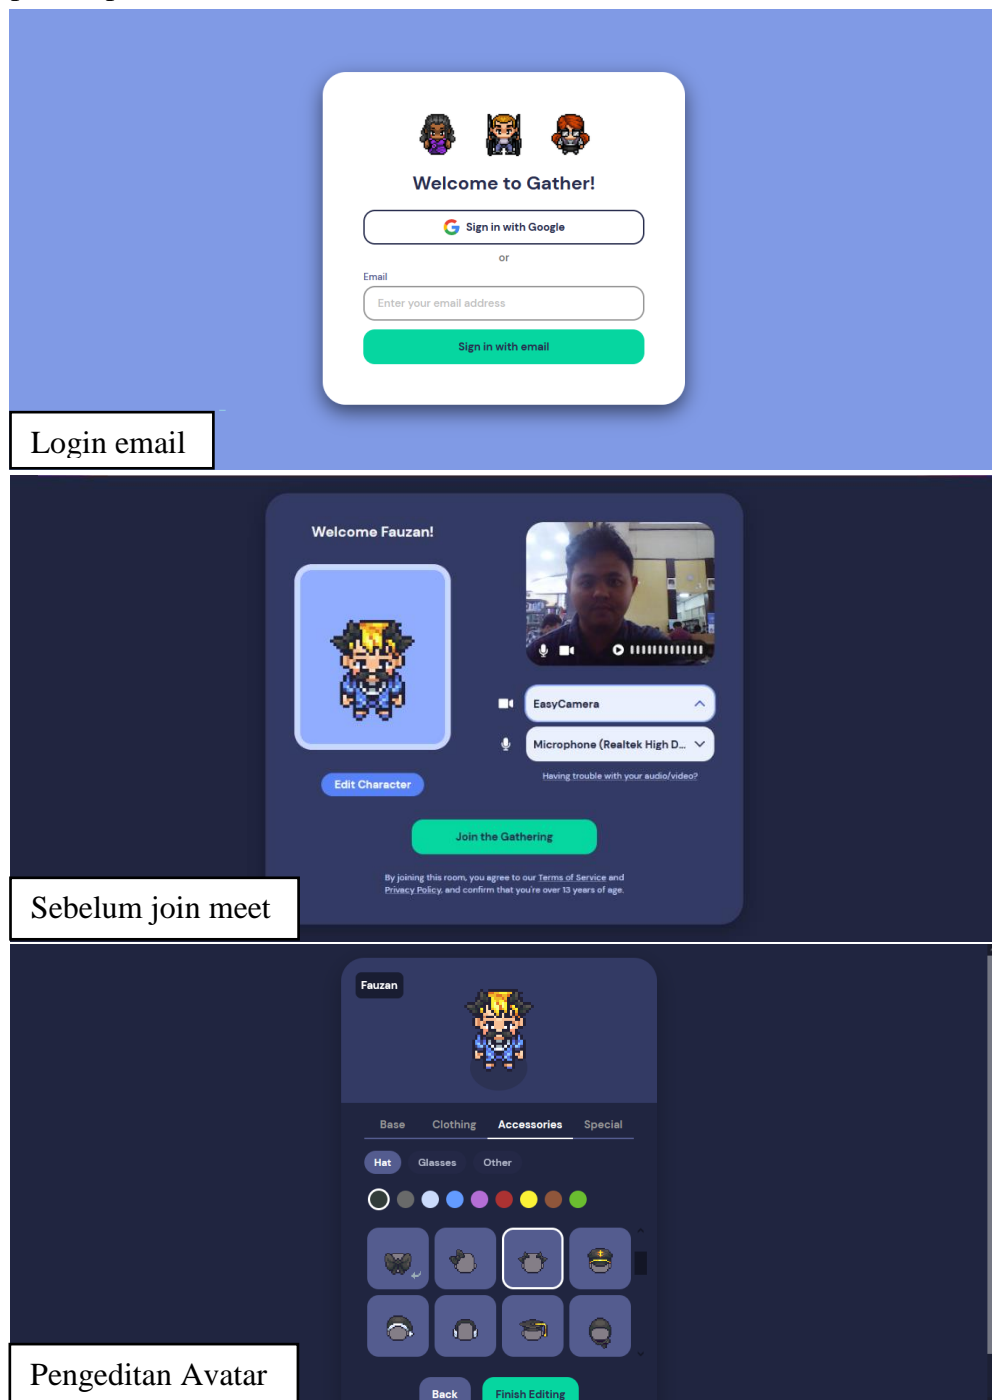 Welcome to Gather!
Sign in with Google
or
Email
Enter your email address
Sign in with email
Login email
Welcome Fauzan!
EasyCamera
Microphone (Realtek High D...
Having trouble with your audio/video?
Edit Character
Join the Gathering
By joining this room, you agree to our Terms of Service and
Privacy Policy, and confirm that you're over 13 years of age.
Sebelum join meet
Fauzan
Base Clothing Accessories Special
Hat Glasses Other
Pengeditan Avatar
Back Finish Editing